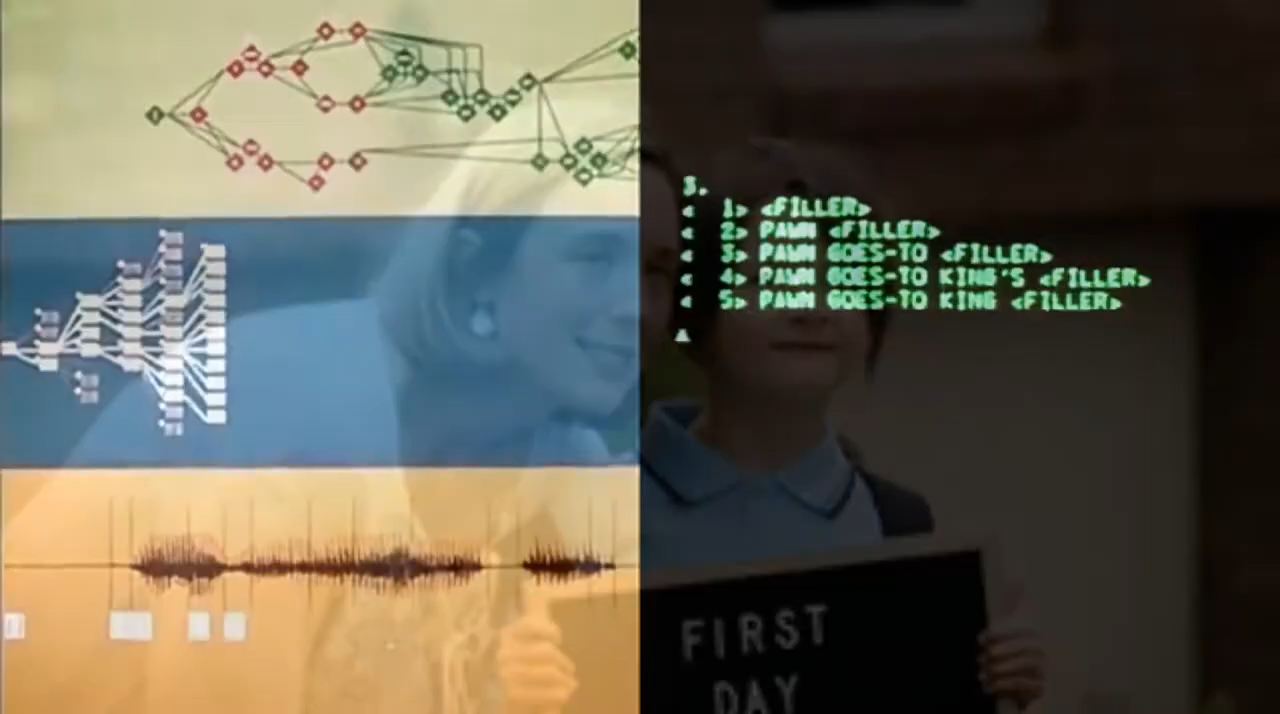 3.
< 1> <FILLER>
< 2> PAWN <FILLER>
< 3> PAWN GOES-TO <FILLER>
< 4> PAWN GOES-TO KING'S <FILLER>
< 5> PAWN GOES-TO KING <FILLER>
FIRST
DAY